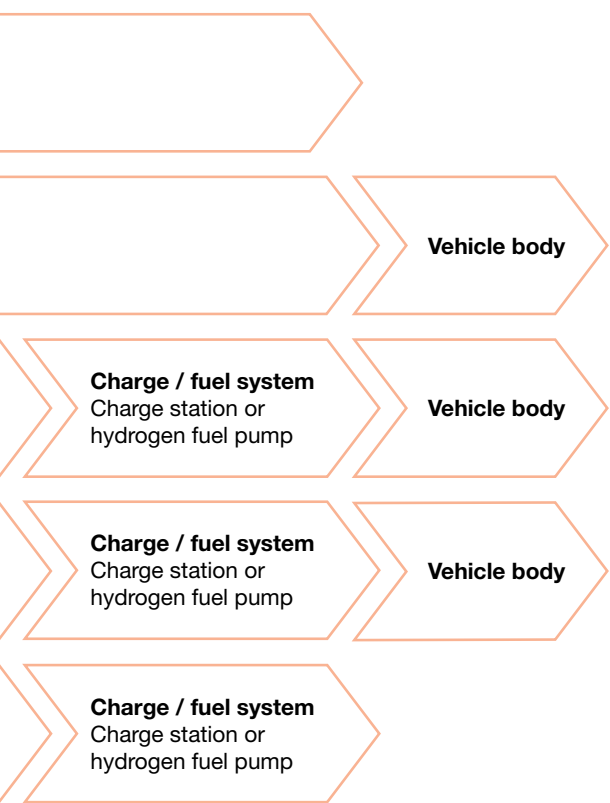 Vehicle body
Charge / fuel system
Charge station or
hydrogen fuel pump
Vehicle body
Charge / fuel system
Charge station or
hydrogen fuel pump
Vehicle body
Charge / fuel system
Charge station or
hydrogen fuel pump